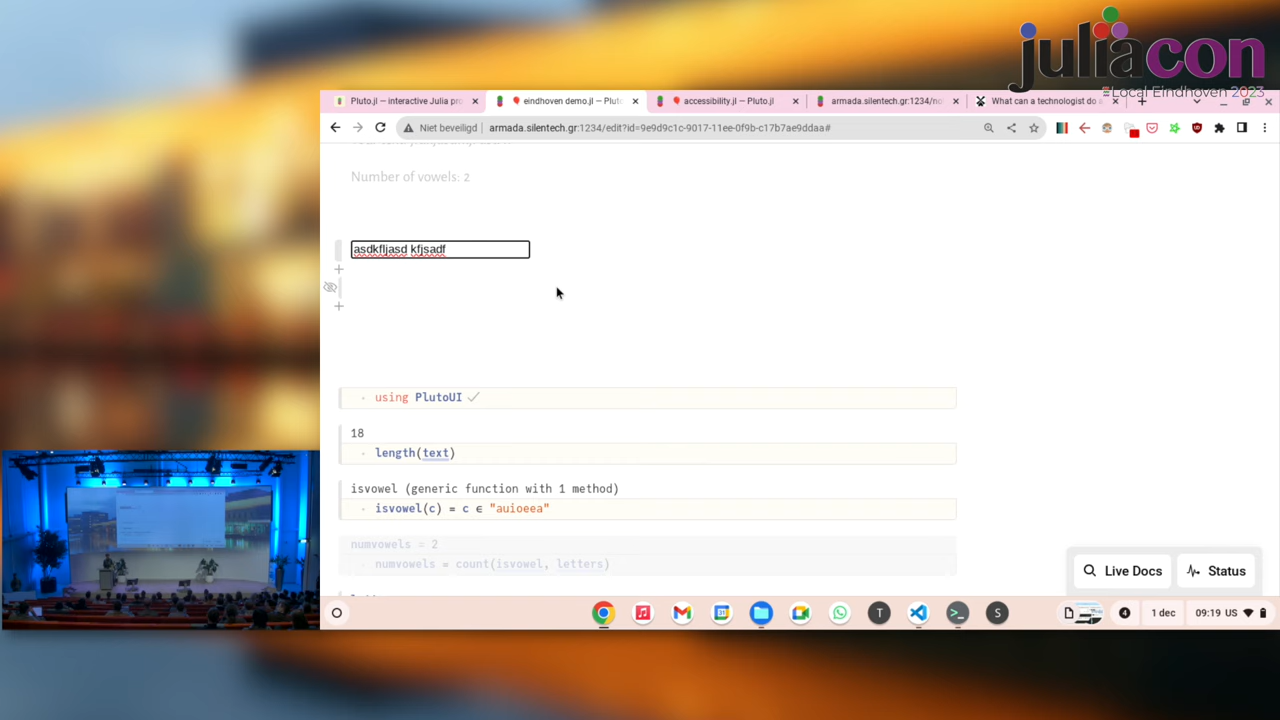 juliacon
Local Eindhoven 2023
Pluto.jl — interactive Julia pro
eindhoven demo.jl — Pluto
accessibility.jl — Pluto.jl
armada.silentech.gr:1234/no
What can a technologist do a
Niet beveiligd
armada.silentech.gr:1234/edit?id=9e9d9c1c-9017-11ee-0f9b-c17b7ae9ddaa#
Number of vowels: 2
asdkfljasd kfjsadf
using PlutoUI
18
length(text)
isvowel (generic function with 1 method)
isvowel(c) = c ∈ "auioeea"
numvowels = 2
numvowels = count(isvowel, letters)
Live Docs
Status
T
S
4
1 dec
09:19 US